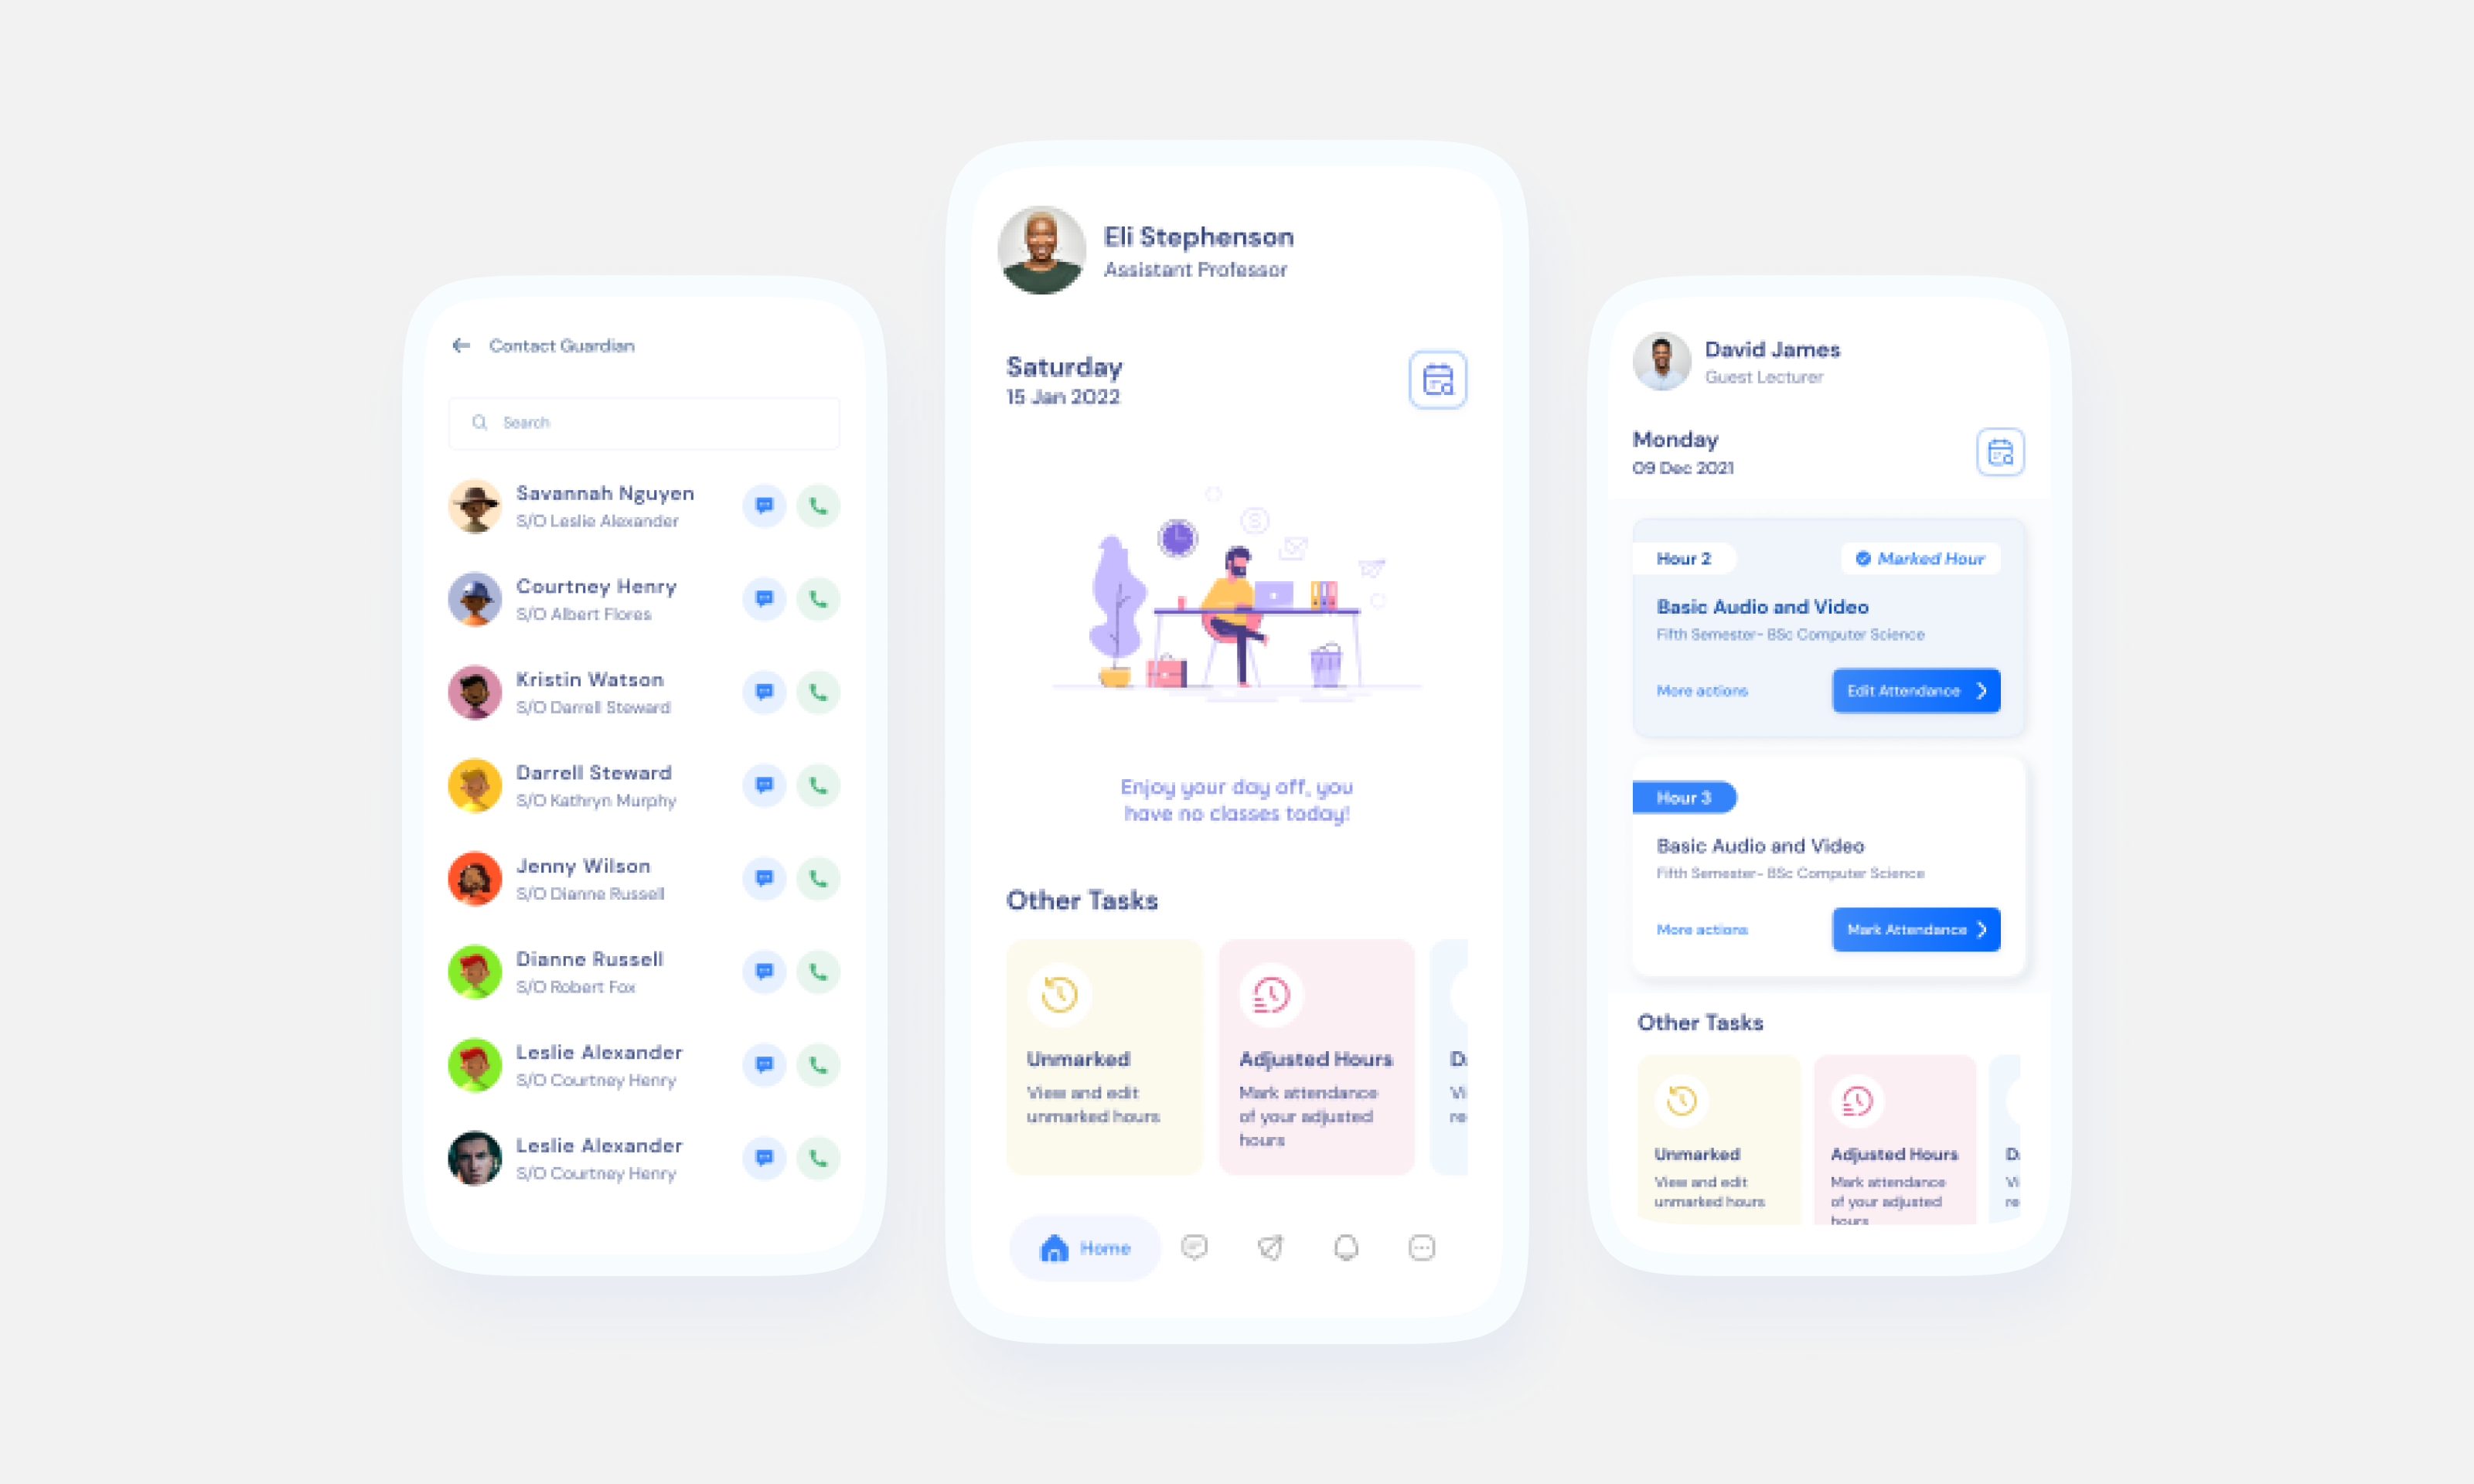 Contact Guardian
Search
Savannah Nguyen
S/O Leslie Alexander
Courtney Henry
S/O Albert Flores
Kristin Watson
S/O Darrell Steward
Darrell Steward
S/O Kathryn Murphy
Jenny Wilson
S/O Dianne Russell
Dianne Russell
S/O Robert Fox
Leslie Alexander
S/O Courtney Henry
Leslie Alexander
S/O Courtney Henry
Eli Stephenson
Assistant Professor
Saturday
15 Jan 2022
Enjoy your day off, you
have no classes today!
Other Tasks
Unmarked
View and edit
unmarked hours
Adjusted Hours
Mark attendance
of your adjusted
hours
Home
David James
Guest Lecturer
Monday
09 Dec 2021
Hour 2
Marked Hour
Basic Audio and Video
Fifth Semester- BSc Computer Science
More actions
Edit Attendance
Hour 3
Basic Audio and Video
Fifth Semester- BSc Computer Science
More actions
Mark Attendance
Other Tasks
Unmarked
View and edit
unmarked hours
Adjusted Hours
Mark attendance
of your adjusted
hours